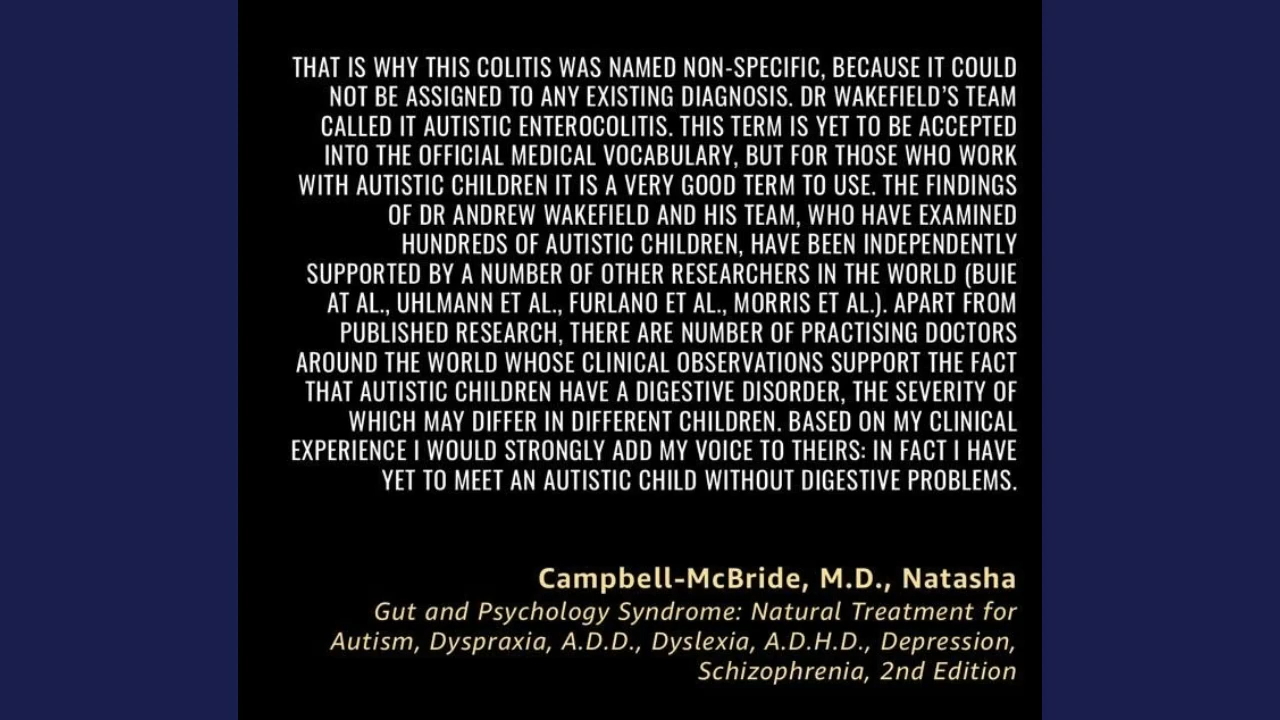 THAT IS WHY THIS COLITIS WAS NAMED NON-SPECIFIC, BECAUSE IT COULD
NOT BE ASSIGNED TO ANY EXISTING DIAGNOSIS. DR WAKEFIELD’S TEAM
CALLED IT AUTISTIC ENTEROCOLITIS. THIS TERM IS YET TO BE ACCEPTED
INTO THE OFFICIAL MEDICAL VOCABULARY, BUT FOR THOSE WHO WORK
WITH AUTISTIC CHILDREN IT IS A VERY GOOD TERM TO USE. THE FINDINGS
OF DR ANDREW WAKEFIELD AND HIS TEAM, WHO HAVE EXAMINED
HUNDREDS OF AUTISTIC CHILDREN, HAVE BEEN INDEPENDENTLY
SUPPORTED BY A NUMBER OF OTHER RESEARCHERS IN THE WORLD (BUIE
AT AL., UHLMANN ET AL., FURLANO ET AL., MORRIS ET AL.). APART FROM
PUBLISHED RESEARCH, THERE ARE NUMBER OF PRACTISING DOCTORS
AROUND THE WORLD WHOSE CLINICAL OBSERVATIONS SUPPORT THE FACT
THAT AUTISTIC CHILDREN HAVE A DIGESTIVE DISORDER, THE SEVERITY OF
WHICH MAY DIFFER IN DIFFERENT CHILDREN. BASED ON MY CLINICAL
EXPERIENCE I WOULD STRONGLY ADD MY VOICE TO THEIRS: IN FACT I HAVE
YET TO MEET AN AUTISTIC CHILD WITHOUT DIGESTIVE PROBLEMS.
Campbell-McBride, M.D., Natasha
Gut and Psychology Syndrome: Natural Treatment for
Autism, Dyspraxia, A.D.D., Dyslexia, A.D.H.D., Depression,
Schizophrenia, 2nd Edition